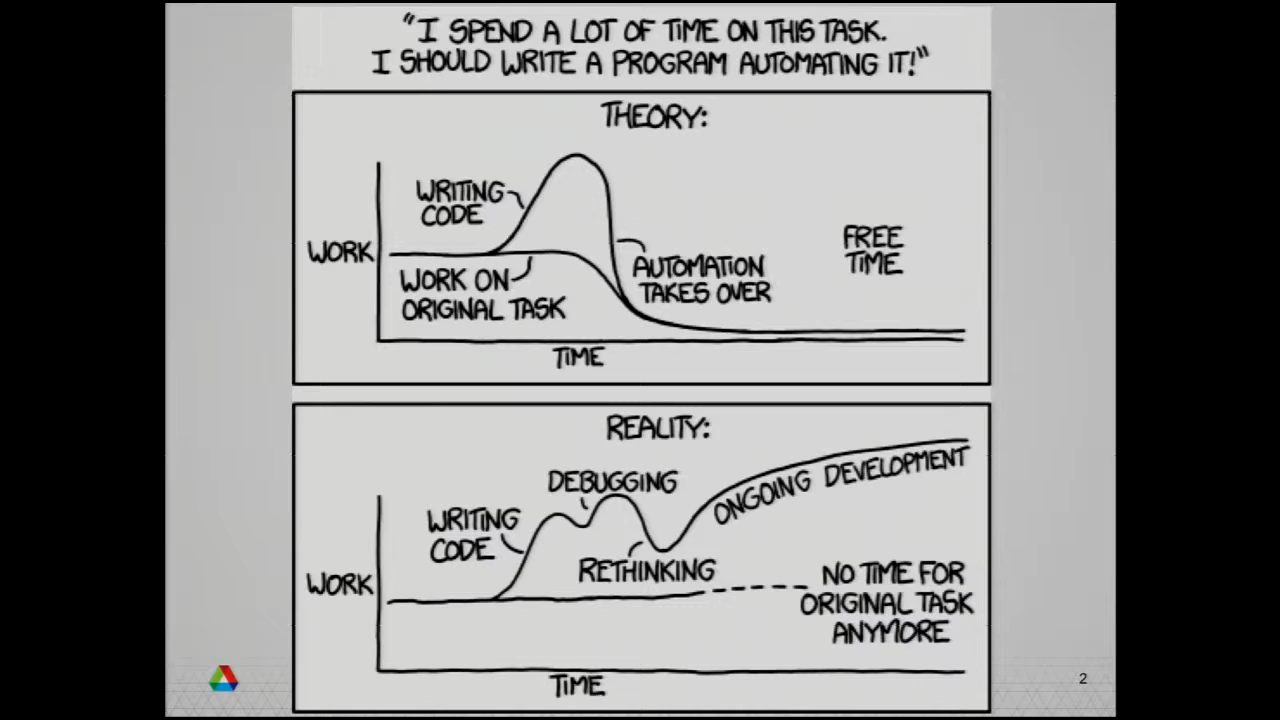 "I SPEND A LOT OF TIME ON THIS TASK.
I SHOULD WRITE A PROGRAM AUTOMATING IT!"
THEORY:
WRITING
CODE
WORK
WORK ON
ORIGINAL TASK
AUTOMATION
TAKES OVER
FREE
TIME
TIME
REALITY:
DEBUGGING
WRITING
CODE
RETHINKING
ONGOING DEVELOPMENT
WORK
NO TIME FOR
ORIGINAL TASK
ANYMORE
TIME
2